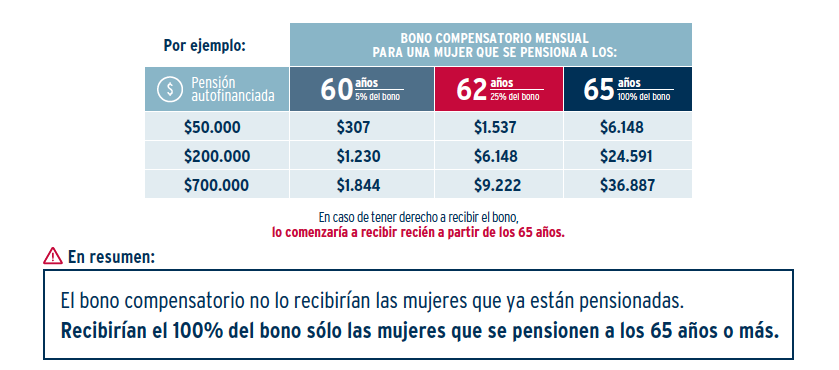 Por ejemplo:
BONO COMPENSATORIO MENSUAL
PARA UNA MUJER QUE SE PENSIONA A LOS:
$ Pensión
autofinanciada
60 años
5% del bono
62 años
25% del bono
65 años
100% del bono
$50.000 $307 $1.537 $6.148
$200.000 $1.230 $6.148 $24.591
$700.000 $1.844 $9.222 $36.887
En caso de tener derecho a recibir el bono,
lo comenzaría a recibir recién a partir de los 65 años.
En resumen:
El bono compensatorio no lo recibirían las mujeres que ya están pensionadas.
Recibirían el 100% del bono sólo las mujeres que se pensionen a los 65 años o más.